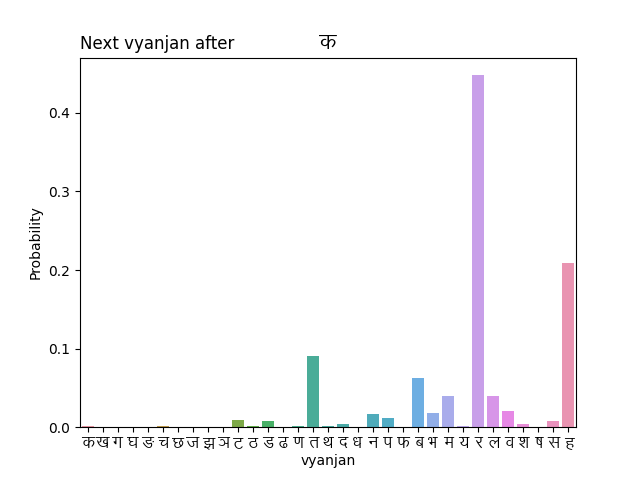 Next vyanjan after क
0.4
0.3
0.2
0.1
0.0
Probability
क ख ग घ ङ च छ ज झ ञ ट ठ ड ढ ण त थ द ध न प फ ब भ म य र ल व श ष स ह
vyanjan